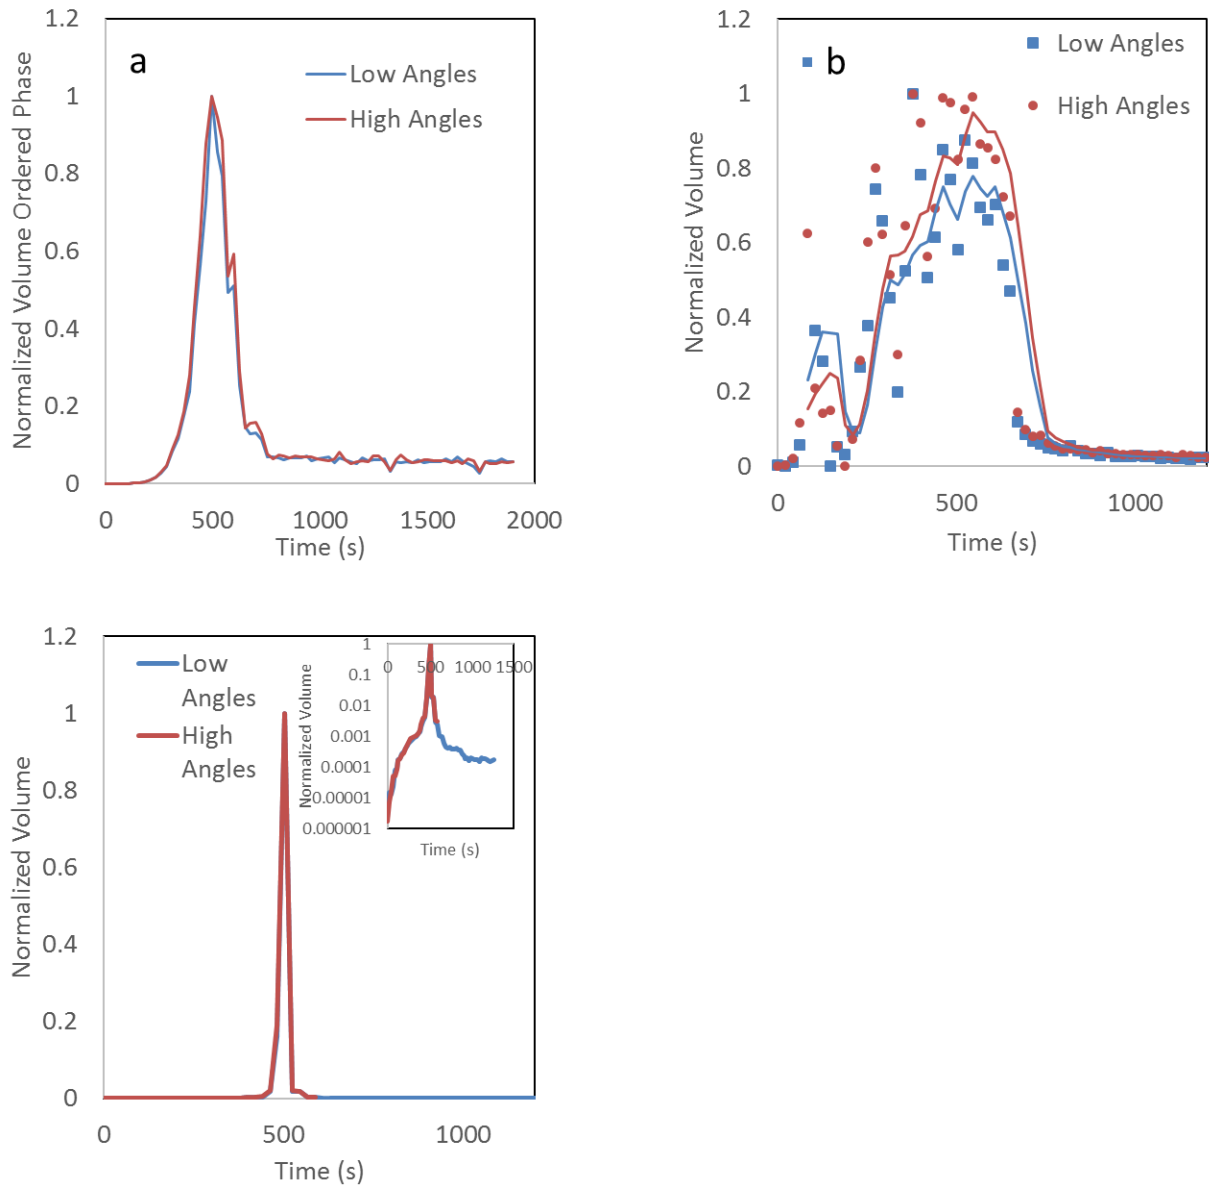 a
Normalized Volume Ordered Phase
1.2
1
0.8
0.6
0.4
0.2
0
0 500 1000 1500 2000
Time (s)
Low Angles
High Angles
b
Normalized Volume
1.2
1
0.8
0.6
0.4
0.2
0
0 500 1000
Time (s)
Low Angles
High Angles
Normalized Volume
1.2
1
0.8
0.6
0.4
0.2
0
0 500 1000
Time (s)
Low
Angles
High
Angles
Normalized Volume
1
0.1
0.01
0.001
0.0001
0.00001
0.000001
0 500 1000 1500
Time (s)